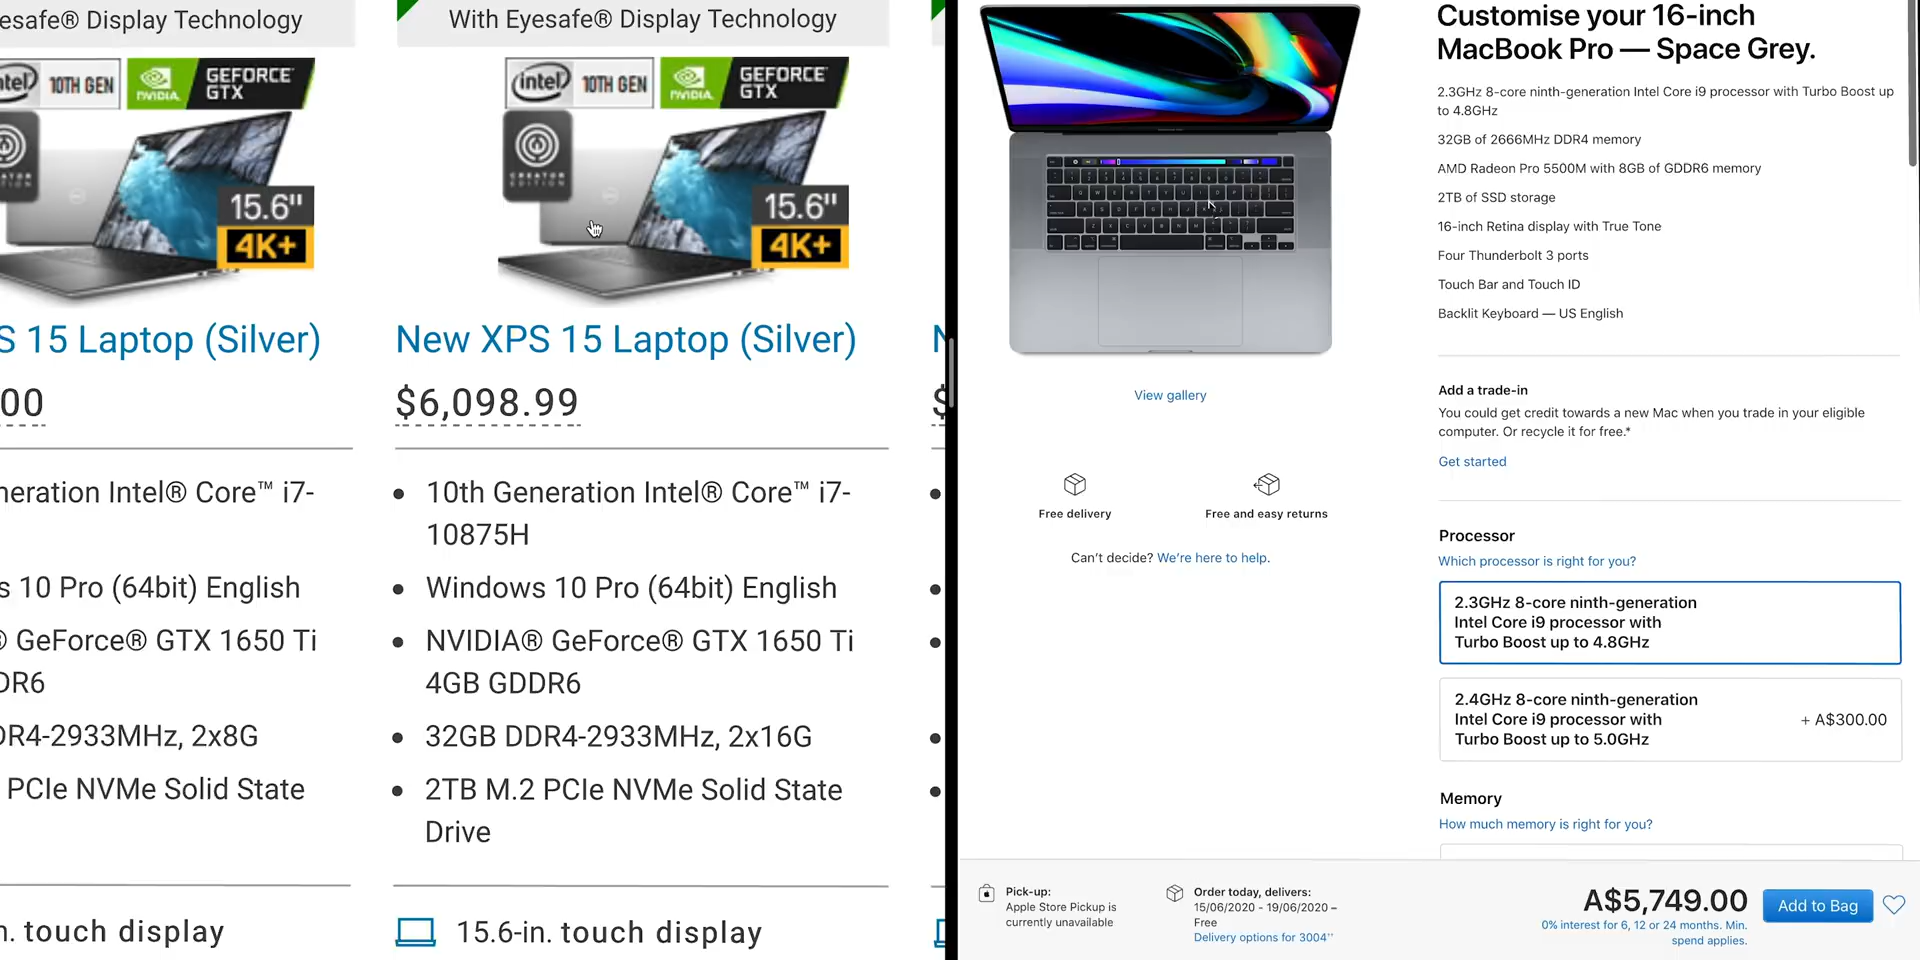 esafe® Display Technology
intel 10TH GEN NVIDIA GEFORCE GTX
15.6"
4K+
S 15 Laptop (Silver)
00
neration Intel® Core™ i7-
s 10 Pro (64bit) English
® GeForce® GTX 1650 Ti
DR6
DR4-2933MHz, 2x8G
PCIe NVMe Solid State
n. touch display
With Eyesafe® Display Technology
intel 10TH GEN NVIDIA GEFORCE GTX
CREATOR
EDITION
15.6"
4K+
New XPS 15 Laptop (Silver)
$6,098.99
10th Generation Intel® Core™ i7-
10875H
Windows 10 Pro (64bit) English
NVIDIA® GeForce® GTX 1650 Ti
4GB GDDR6
32GB DDR4-2933MHz, 2x16G
2TB M.2 PCIe NVMe Solid State
Drive
15.6-in. touch display
N
$
View gallery
Free delivery
Free and easy returns
Can't decide? We're here to help.
Customise your 16-inch
MacBook Pro — Space Grey.
2.3GHz 8-core ninth-generation Intel Core i9 processor with Turbo Boost up
to 4.8GHz
32GB of 2666MHz DDR4 memory
AMD Radeon Pro 5500M with 8GB of GDDR6 memory
2TB of SSD storage
16-inch Retina display with True Tone
Four Thunderbolt 3 ports
Touch Bar and Touch ID
Backlit Keyboard — US English
Add a trade-in
You could get credit towards a new Mac when you trade in your eligible
computer. Or recycle it for free.*
Get started
Processor
Which processor is right for you?
2.3GHz 8-core ninth-generation
Intel Core i9 processor with
Turbo Boost up to 4.8GHz
2.4GHz 8-core ninth-generation
Intel Core i9 processor with
Turbo Boost up to 5.0GHz
+ A$300.00
Memory
How much memory is right for you?
Pick-up:
Apple Store Pickup is
currently unavailable
Order today, delivers:
15/06/2020 - 19/06/2020 –
Free
Delivery options for 3004⁺⁺
A$5,749.00
0% interest for 6, 12 or 24 months. Min.
spend applies.
Add to Bag